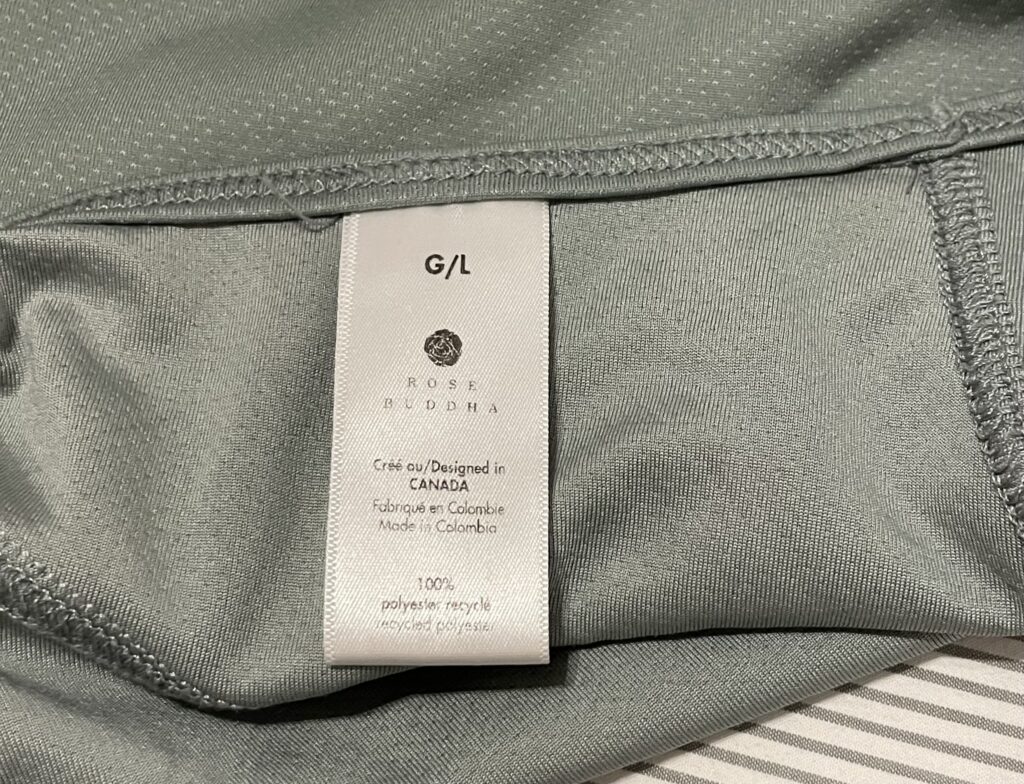 G/L
ROSE
BUDDHA
Créé au/Designed in
CANADA
Fabriqué en Colombie
Made in Colombia
100%
polyester recyclé
recycled polyester